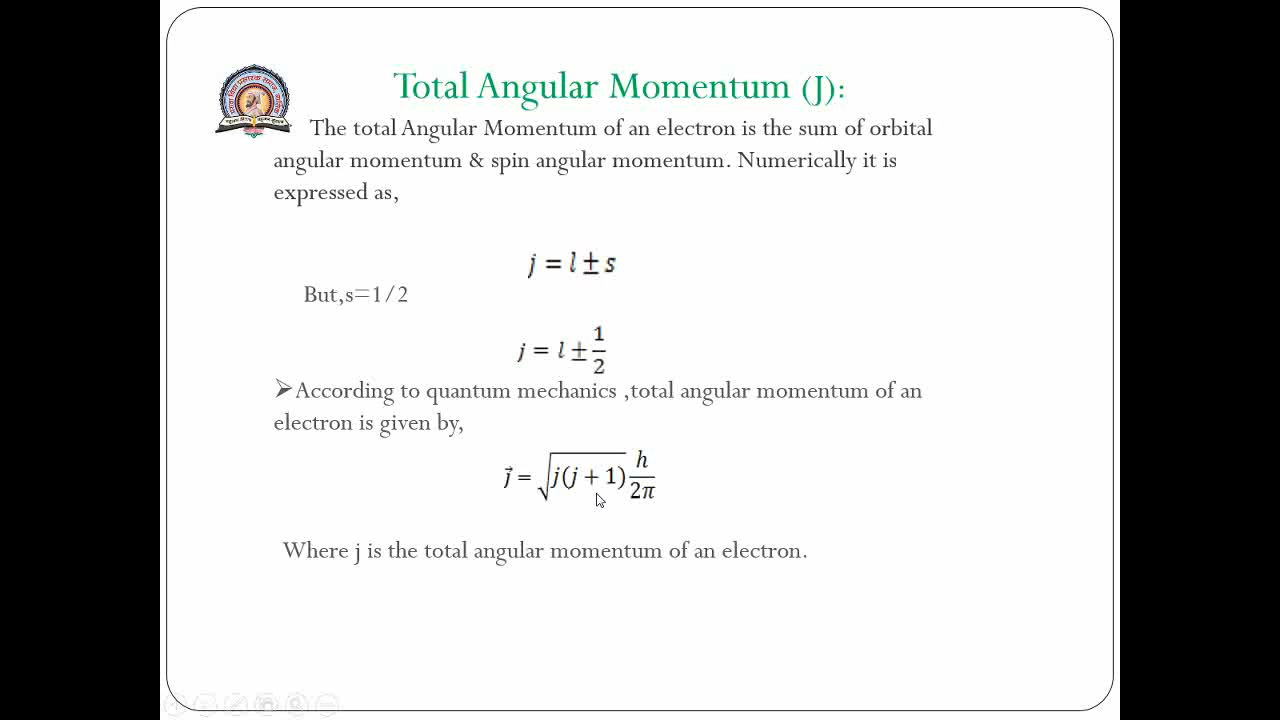 Total Angular Momentum (J):
The total Angular Momentum of an electron is the sum of orbital
angular momentum & spin angular momentum. Numerically it is
expressed as,
j = l ± s
But,s=1/2
j = l ± 1/2
➢According to quantum mechanics ,total angular momentum of an
electron is given by,
j⃗ = √j(j + 1) h/2π
Where j is the total angular momentum of an electron.